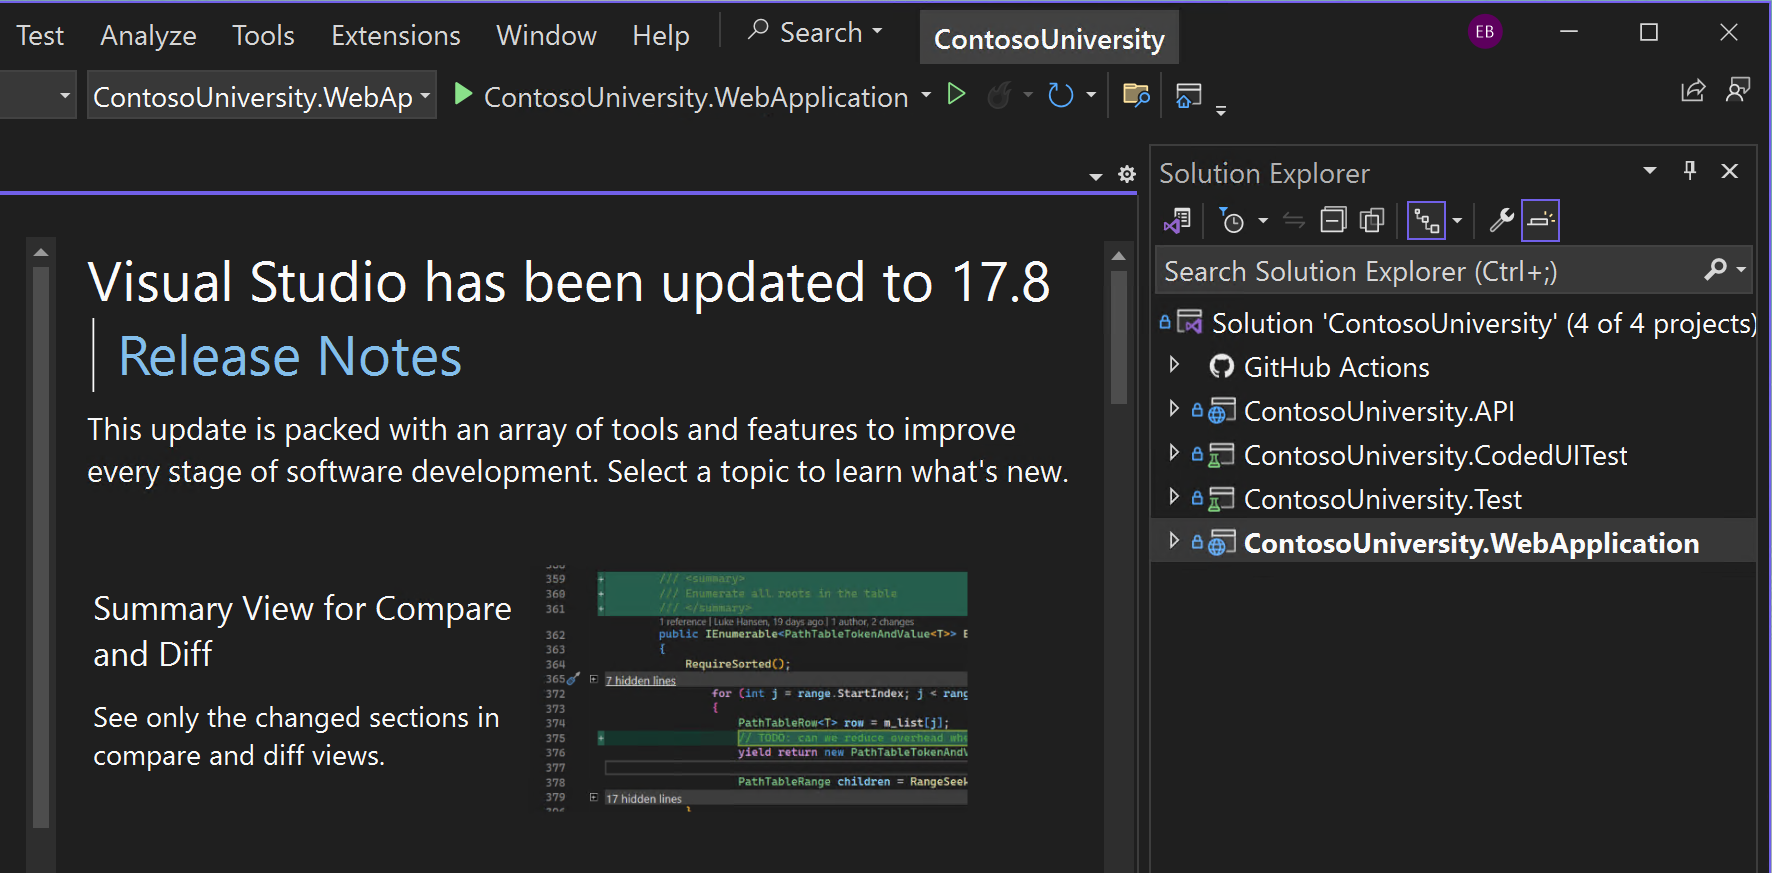 Test Analyze Tools Extensions Window Help Search ContosoUniversity EB
ContosoUniversity.WebAp ContosoUniversity.WebApplication
Solution Explorer
Search Solution Explorer (Ctrl+;)
Solution 'ContosoUniversity' (4 of 4 projects)
GitHub Actions
ContosoUniversity.API
ContosoUniversity.CodedUITest
ContosoUniversity.Test
ContosoUniversity.WebApplication
Visual Studio has been updated to 17.8
Release Notes
This update is packed with an array of tools and features to improve
every stage of software development. Select a topic to learn what's new.
Summary View for Compare
and Diff
See only the changed sections in
compare and diff views.
359 + /// <summary>
360 + /// Enumerate all roots in the table
361 + /// </summary>
1 reference | Luke Hansen, 19 days ago | 1 author, 2 changes
362 public IEnumerable<PathTableTokenAndValue<T>> E
363 {
364 RequireSorted();
365 7 hidden lines
372 for (int j = range.StartIndex; j < rang
373 {
374 PathTableRow<T> row = m_list[j];
375 + // TODO: can we reduce overhead whe
376 yield return new PathTableTokenAndV
377
378 PathTableRange children = RangeSeek
379 17 hidden lines
}